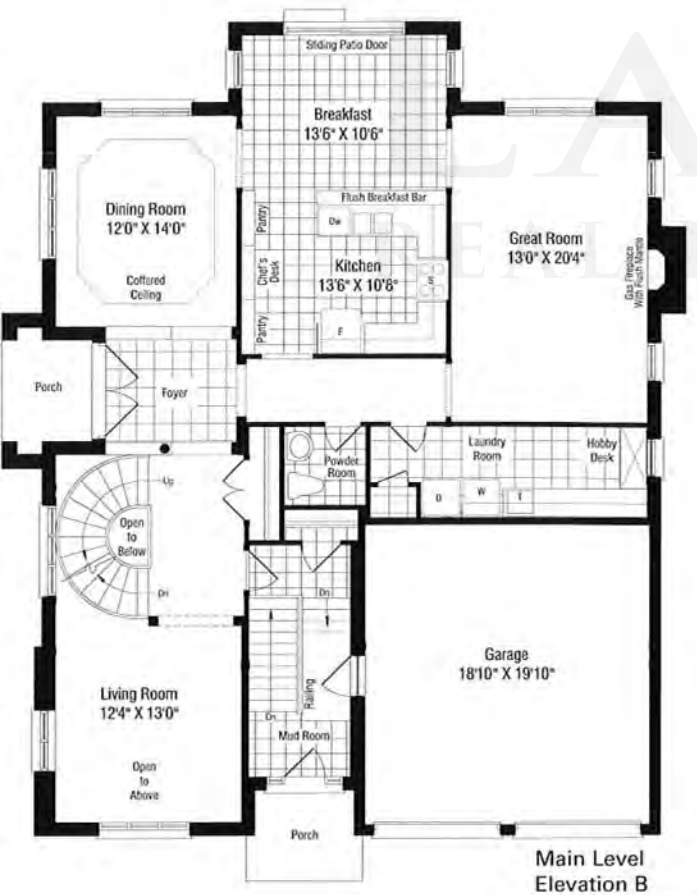 Sliding Patio Door
Breakfast
13'6" X 10'6"
Dining Room
12'0" X 14'0"
Coffered
Ceiling
Pantry
Chef's
Desk
Pantry
Flush Breakfast Bar
Dw
Kitchen
13'6" X 10'8"
S
F
Great Room
13'0" X 20'4"
Gas Fireplace
With Flush Mantle
EA
REAL
Porch
Foyer
Powder
Room
Laundry
Room
Hobby
Desk
D
W
T
Up
Open
to
Below
Dn
Dn
Living Room
12'4" X 13'0"
Open
to
Above
Railing
Dn
Mud Room
Porch
Garage
18'10" X 19'10"
Main Level
Elevation B